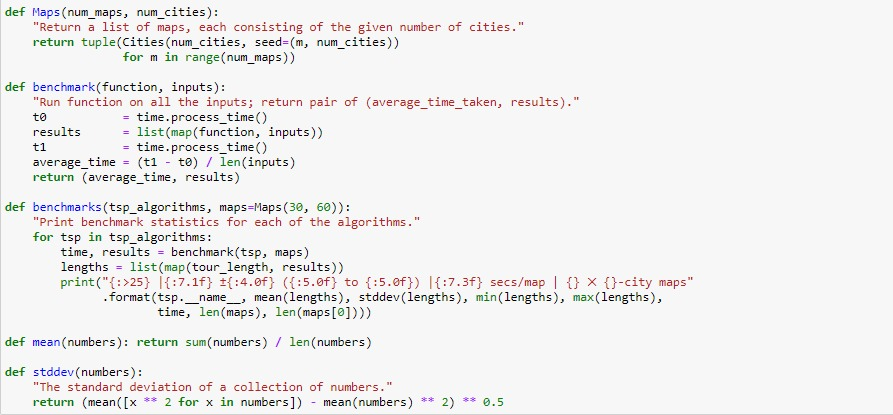 def Maps(num_maps, num_cities):
    "Return a list of maps, each consisting of the given number of cities."
    return tuple(Cities(num_cities, seed=(m, num_cities))
                 for m in range(num_maps))

def benchmark(function, inputs):
    "Run function on all the inputs; return pair of (average_time_taken, results)."
    t0           = time.process_time()
    results      = list(map(function, inputs))
    t1           = time.process_time()
    average_time = (t1 - t0) / len(inputs)
    return (average_time, results)

def benchmarks(tsp_algorithms, maps=Maps(30, 60)):
    "Print benchmark statistics for each of the algorithms."
    for tsp in tsp_algorithms:
        time, results = benchmark(tsp, maps)
        lengths = list(map(tour_length, results))
        print("{:>25} |{:7.1f} ±{:4.0f} ({:5.0f} to {:5.0f}) |{:7.3f} secs/map | {} ⨉ {}-city maps"
              .format(tsp.__name__, mean(lengths), stddev(lengths), min(lengths), max(lengths),
                      time, len(maps), len(maps[0])))

def mean(numbers): return sum(numbers) / len(numbers)

def stddev(numbers):
    "The standard deviation of a collection of numbers."
    return (mean([x ** 2 for x in numbers]) - mean(numbers) ** 2) ** 0.5